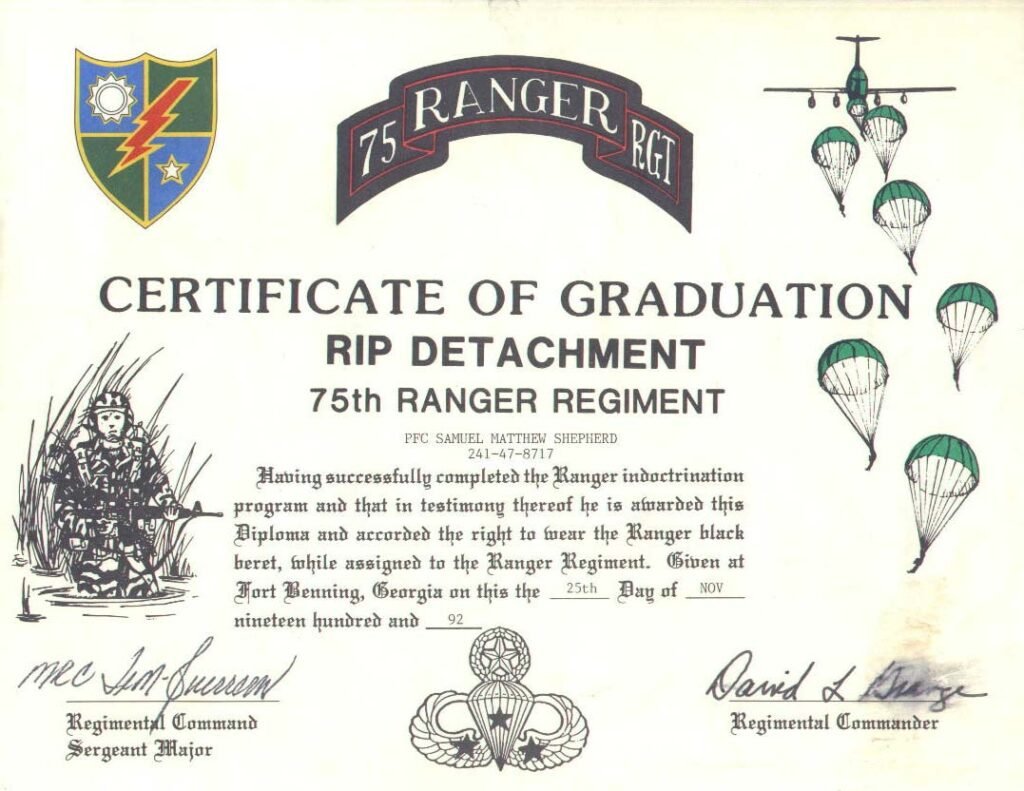 75 RANGER RGT
CERTIFICATE OF GRADUATION
RIP DETACHMENT
75th RANGER REGIMENT
PFC SAMUEL MATTHEW SHEPHERD
241-47-8717
Having successfully completed the Ranger indoctrination
program and that in testimony thereof he is awarded this
Diploma and accorded the right to wear the Ranger black
beret, while assigned to the Ranger Regiment. Given at
Fort Benning, Georgia on this the 25th Day of NOV
nineteen hundred and 92
David L Grange
Regimental Command
Sergeant Major
Regimental Commander